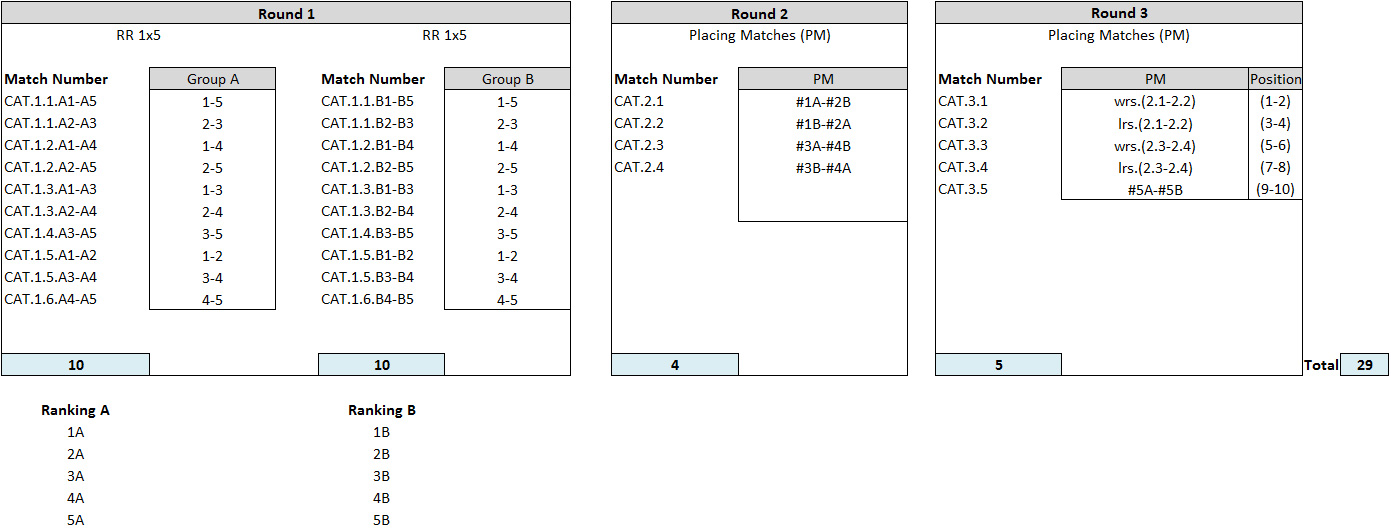 Round 1 Round 2 Round 3
RR 1x5 RR 1x5 Placing Matches (PM) Placing Matches (PM)
Match Number Group A Match Number Group B Match Number PM Match Number PM Position
CAT.1.1.A1-A5 1-5 CAT.1.1.B1-B5 1-5 CAT.2.1 #1A-#2B CAT.3.1 wrs.(2.1-2.2) (1-2)
CAT.1.1.A2-A3 2-3 CAT.1.1.B2-B3 2-3 CAT.2.2 #1B-#2A CAT.3.2 lrs.(2.1-2.2) (3-4)
CAT.1.2.A1-A4 1-4 CAT.1.2.B1-B4 1-4 CAT.2.3 #3A-#4B CAT.3.3 wrs.(2.3-2.4) (5-6)
CAT.1.2.A2-A5 2-5 CAT.1.2.B2-B5 2-5 CAT.2.4 #3B-#4A CAT.3.4 lrs.(2.3-2.4) (7-8)
CAT.1.3.A1-A3 1-3 CAT.1.3.B1-B3 1-3 CAT.3.5 #5A-#5B (9-10)
CAT.1.3.A2-A4 2-4 CAT.1.3.B2-B4 2-4
CAT.1.4.A3-A5 3-5 CAT.1.4.B3-B5 3-5
CAT.1.5.A1-A2 1-2 CAT.1.5.B1-B2 1-2
CAT.1.5.A3-A4 3-4 CAT.1.5.B3-B4 3-4
CAT.1.6.A4-A5 4-5 CAT.1.6.B4-B5 4-5
10 10 4 5 Total 29
Ranking A Ranking B
1A 1B
2A 2B
3A 3B
4A 4B
5A 5B